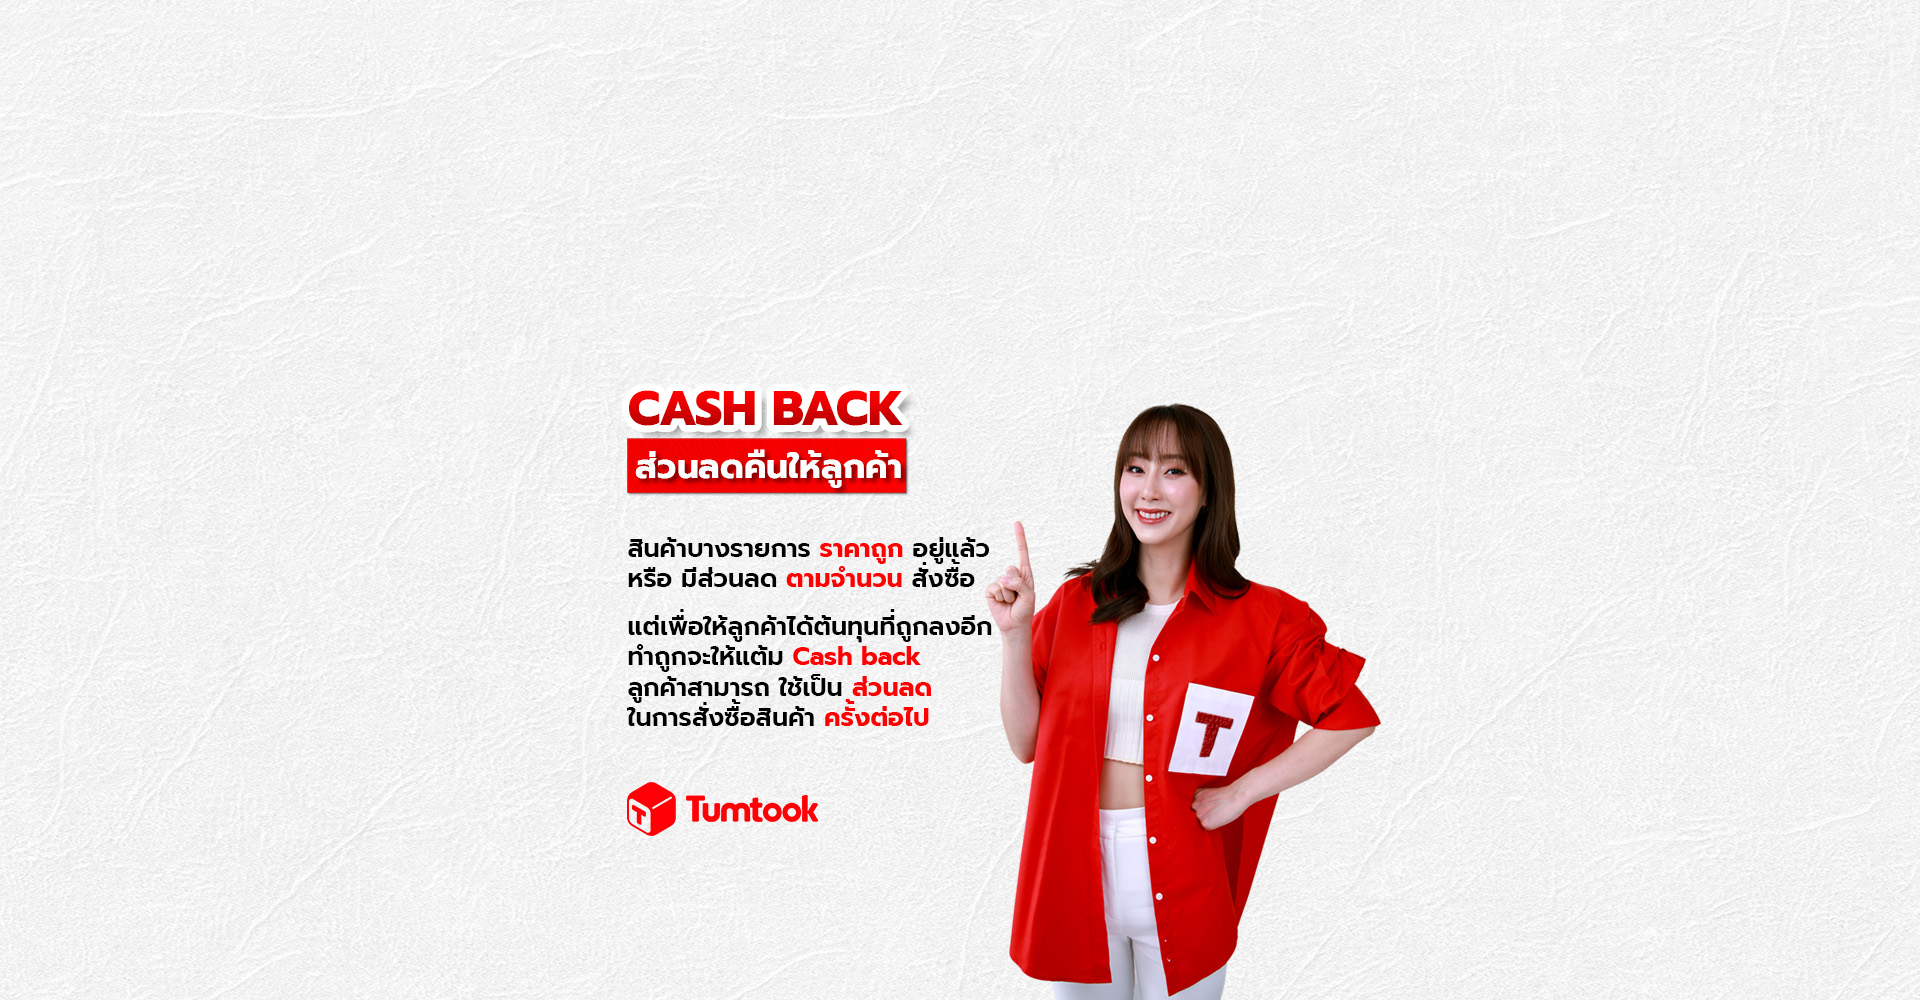 CASH BACK
ส่วนลดคืนให้ลูกค้า
สินค้าบางรายการ ราคาถูก อยู่แล้ว
หรือ มีส่วนลด ตามจำนวน สั่งซื้อ
แต่เพื่อให้ลูกค้าได้ต้นทุนที่ถูกลงอีก
ทำถูกจะให้แต้ม Cash back
ลูกค้าสามารถ ใช้เป็น ส่วนลด
ในการสั่งซื้อสินค้า ครั้งต่อไป
T
T Tumtook